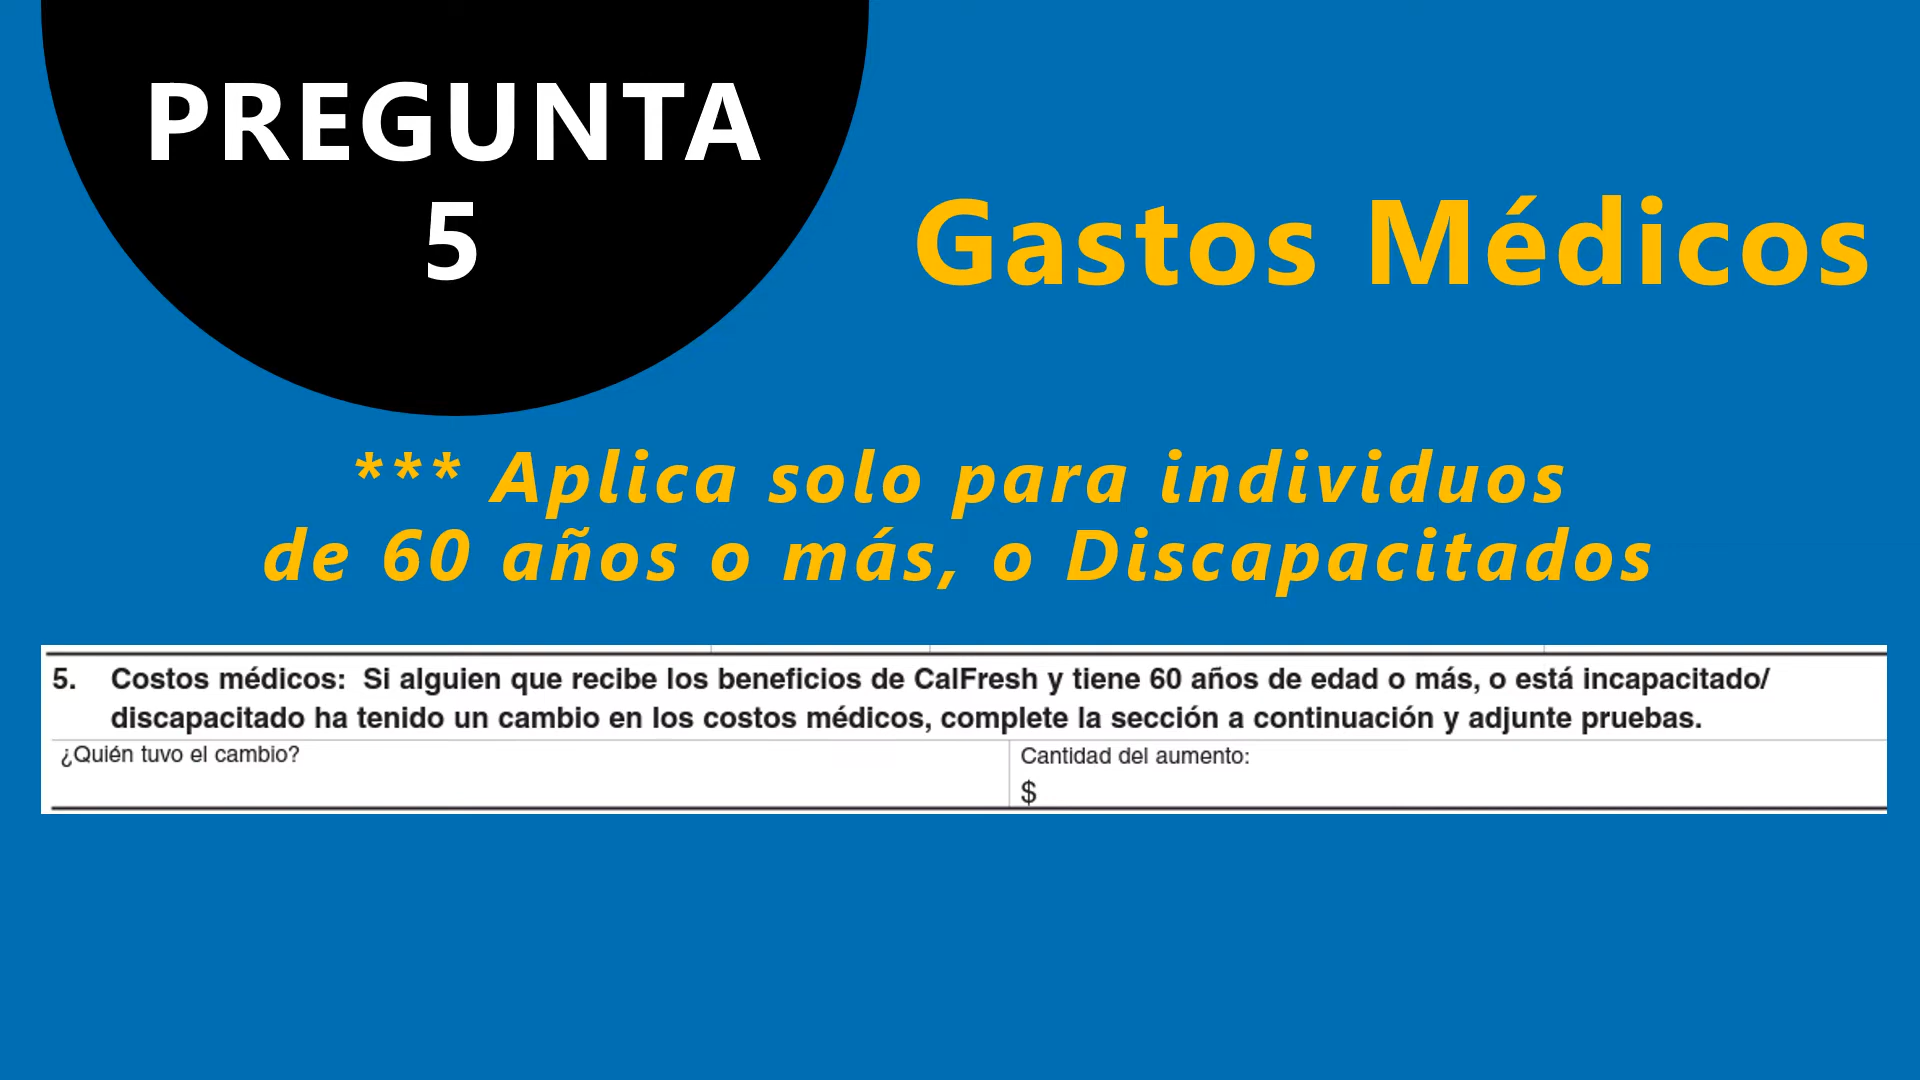 PREGUNTA
5
Gastos Médicos
*** Aplica solo para individuos
de 60 años o más, o Discapacitados
5. Costos médicos: Si alguien que recibe los beneficios de CalFresh y tiene 60 años de edad o más, o está incapacitado/
discapacitado ha tenido un cambio en los costos médicos, complete la sección a continuación y adjunte pruebas.
¿Quién tuvo el cambio?
Cantidad del aumento:
$